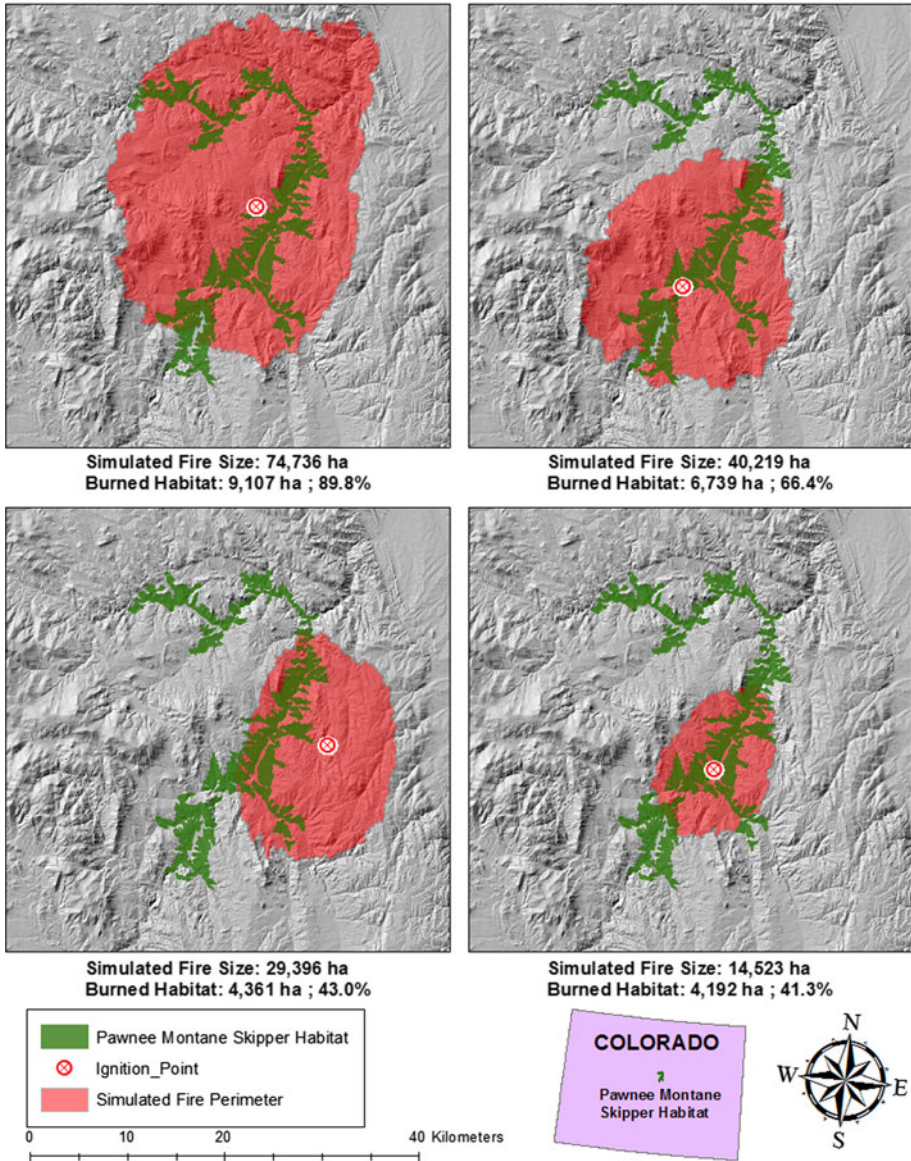 Simulated Fire Size: 74,736 ha
Burned Habitat: 9,107 ha ; 89.8%
Simulated Fire Size: 40,219 ha
Burned Habitat: 6,739 ha ; 66.4%
Simulated Fire Size: 29,396 ha
Burned Habitat: 4,361 ha ; 43.0%
Simulated Fire Size: 14,523 ha
Burned Habitat: 4,192 ha ; 41.3%
Pawnee Montane Skipper Habitat
Ignition_Point
Simulated Fire Perimeter
0 10 20 40 Kilometers
COLORADO
Pawnee Montane
Skipper Habitat
N
W E
S